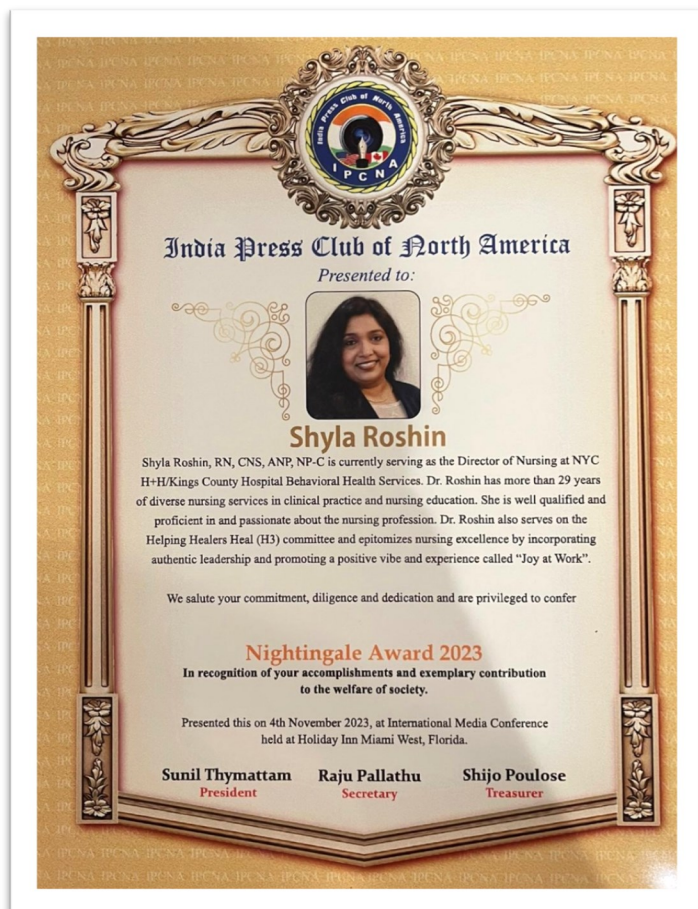 India Press Club of North America
IPCNA
India Press Club of North America
Presented to:
Shyla Roshin
Shyla Roshin, RN, CNS, ANP, NP-C is currently serving as the Director of Nursing at NYC
H+H/Kings County Hospital Behavioral Health Services. Dr. Roshin has more than 29 years
of diverse nursing services in clinical practice and nursing education. She is well qualified and
proficient in and passionate about the nursing profession. Dr. Roshin also serves on the
Helping Healers Heal (H3) committee and epitomizes nursing excellence by incorporating
authentic leadership and promoting a positive vibe and experience called “Joy at Work”.
We salute your commitment, diligence and dedication and are privileged to confer
Nightingale Award 2023
In recognition of your accomplishments and exemplary contribution
to the welfare of society.
Presented this on 4th November 2023, at International Media Conference
held at Holiday Inn Miami West, Florida.
Sunil Thymattam Raju Pallathu Shijo Poulose
President Secretary Treasurer